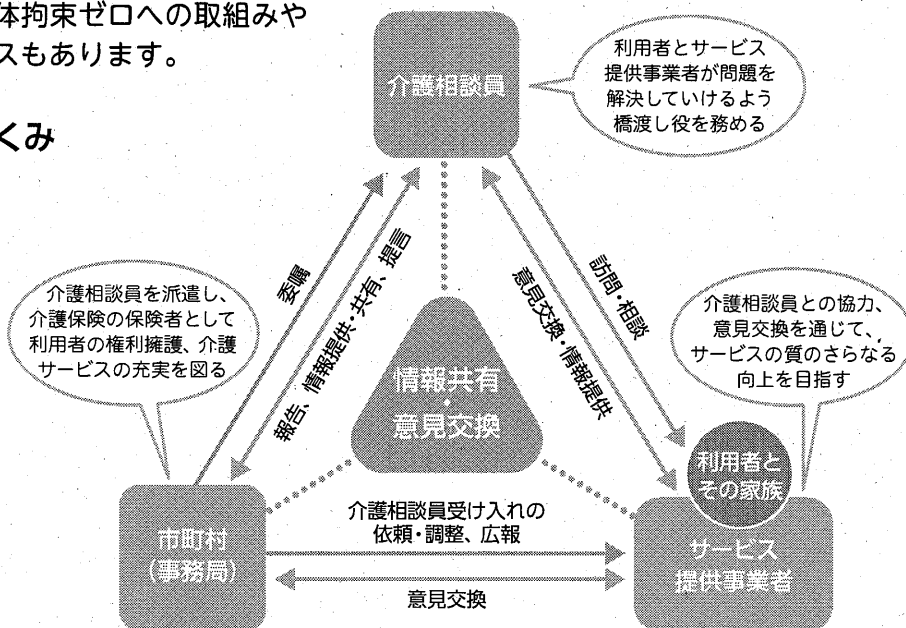 体拘束ゼロへの取組みや
スもあります。
くみ
介護相談員
利用者とサービス
提供事業者が問題を
解決していけるよう
橋渡し役を務める
委嘱
報告、情報提供・共有、提言
意見交換・情報提供
訪問・相談
介護相談員を派遣し、
介護保険の保険者として
利用者の権利擁護、介護
サービスの充実を図る
情報共有
・
意見交換
介護相談員との協力、
意見交換を通じて、
サービスの質のさらなる
向上を目指す
利用者と
その家族
市町村
(事務局)
介護相談員受け入れの
依頼・調整、広報
意見交換
サービス
提供事業者